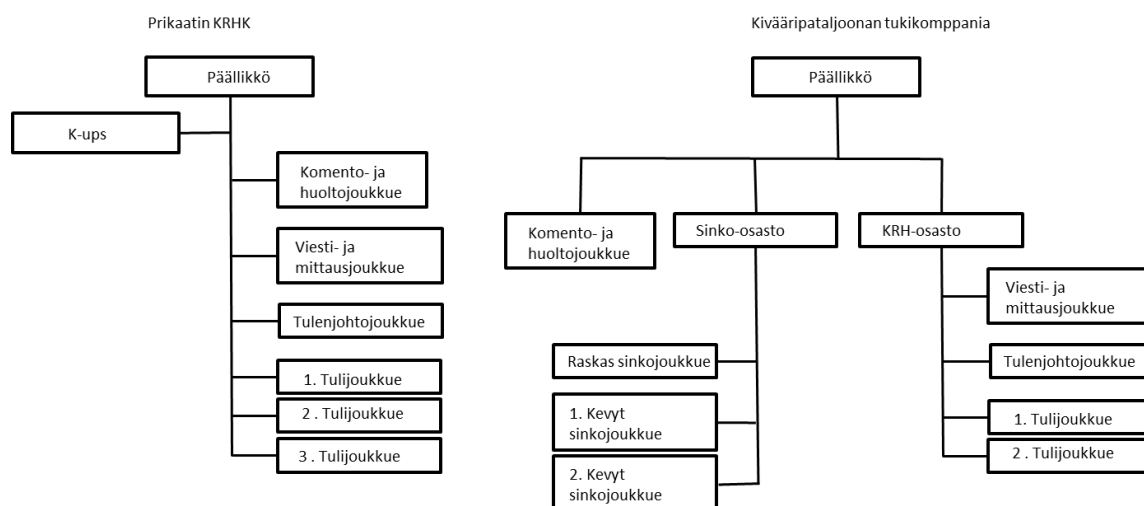 Prikaatin KRHK
Päällikkö
K-ups
Komento- ja
huoltojoukkue
Viesti- ja
mittausjoukkue
Tulenjohtojoukkue
1. Tulijoukkue
2 . Tulijoukkue
3 . Tulijoukkue
Kivääripataljoonan tukikomppania
Päällikkö
Komento- ja
huoltojoukkue
Sinko-osasto
Raskas sinkojoukkue
1. Kevyt
sinkojoukkue
2. Kevyt
sinkojoukkue
KRH-osasto
Viesti- ja
mittausjoukkue
Tulenjohtojoukkue
1. Tulijoukkue
2 . Tulijoukkue